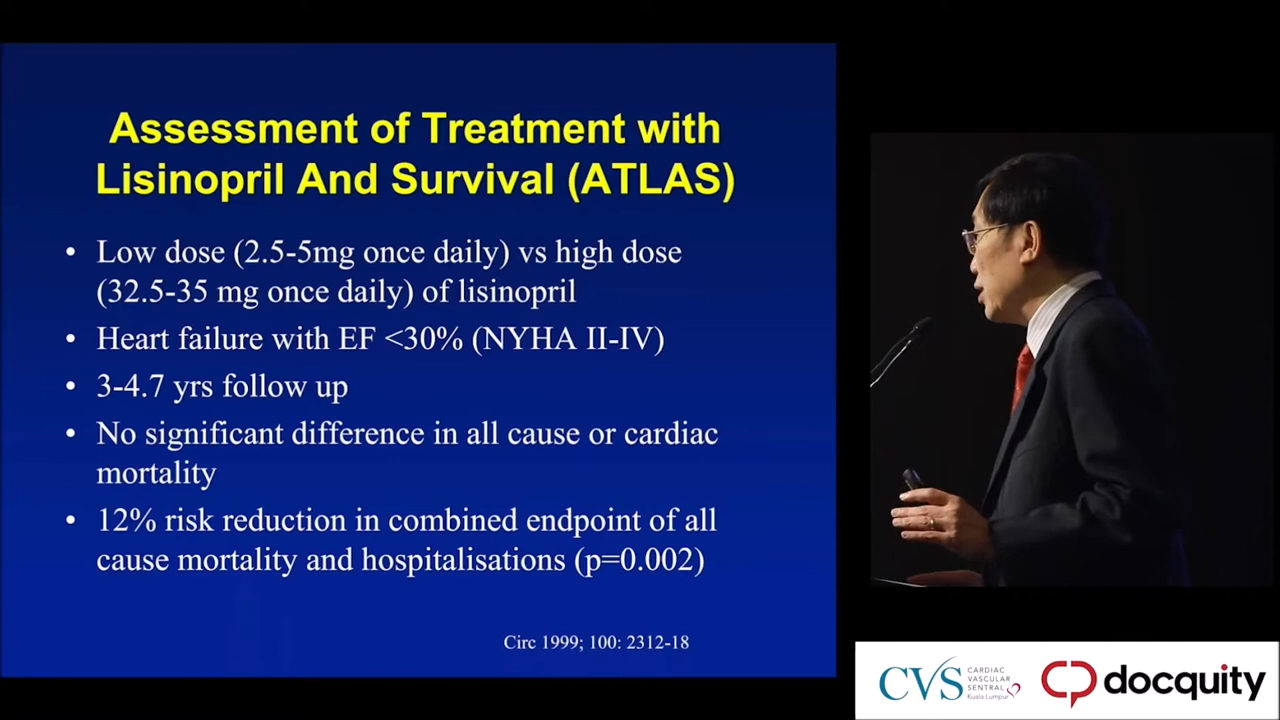 Assessment of Treatment with
Lisinopril And Survival (ATLAS)
• Low dose (2.5-5mg once daily) vs high dose
(32.5-35 mg once daily) of lisinopril
• Heart failure with EF <30% (NYHA II-IV)
• 3-4.7 yrs follow up
• No significant difference in all cause or cardiac
mortality
• 12% risk reduction in combined endpoint of all
cause mortality and hospitalisations (p=0.002)
Circ 1999; 100: 2312-18
CVS
CARDIAC
VASCULAR
SENTRAL
Kuala Lumpur
docquity